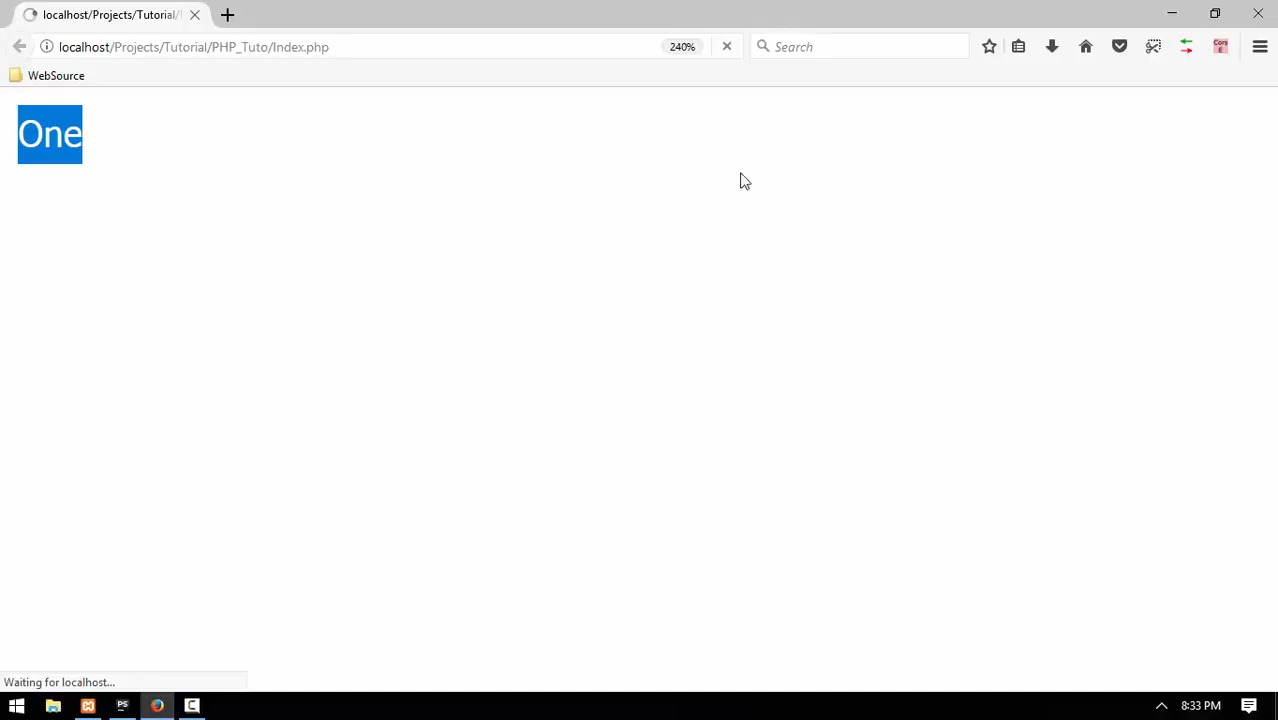 localhost/Projects/Tutorial/
localhost/Projects/Tutorial/PHP_Tuto/Index.php
240%
Search
WebSource
One
Waiting for localhost...
PS
8:33 PM